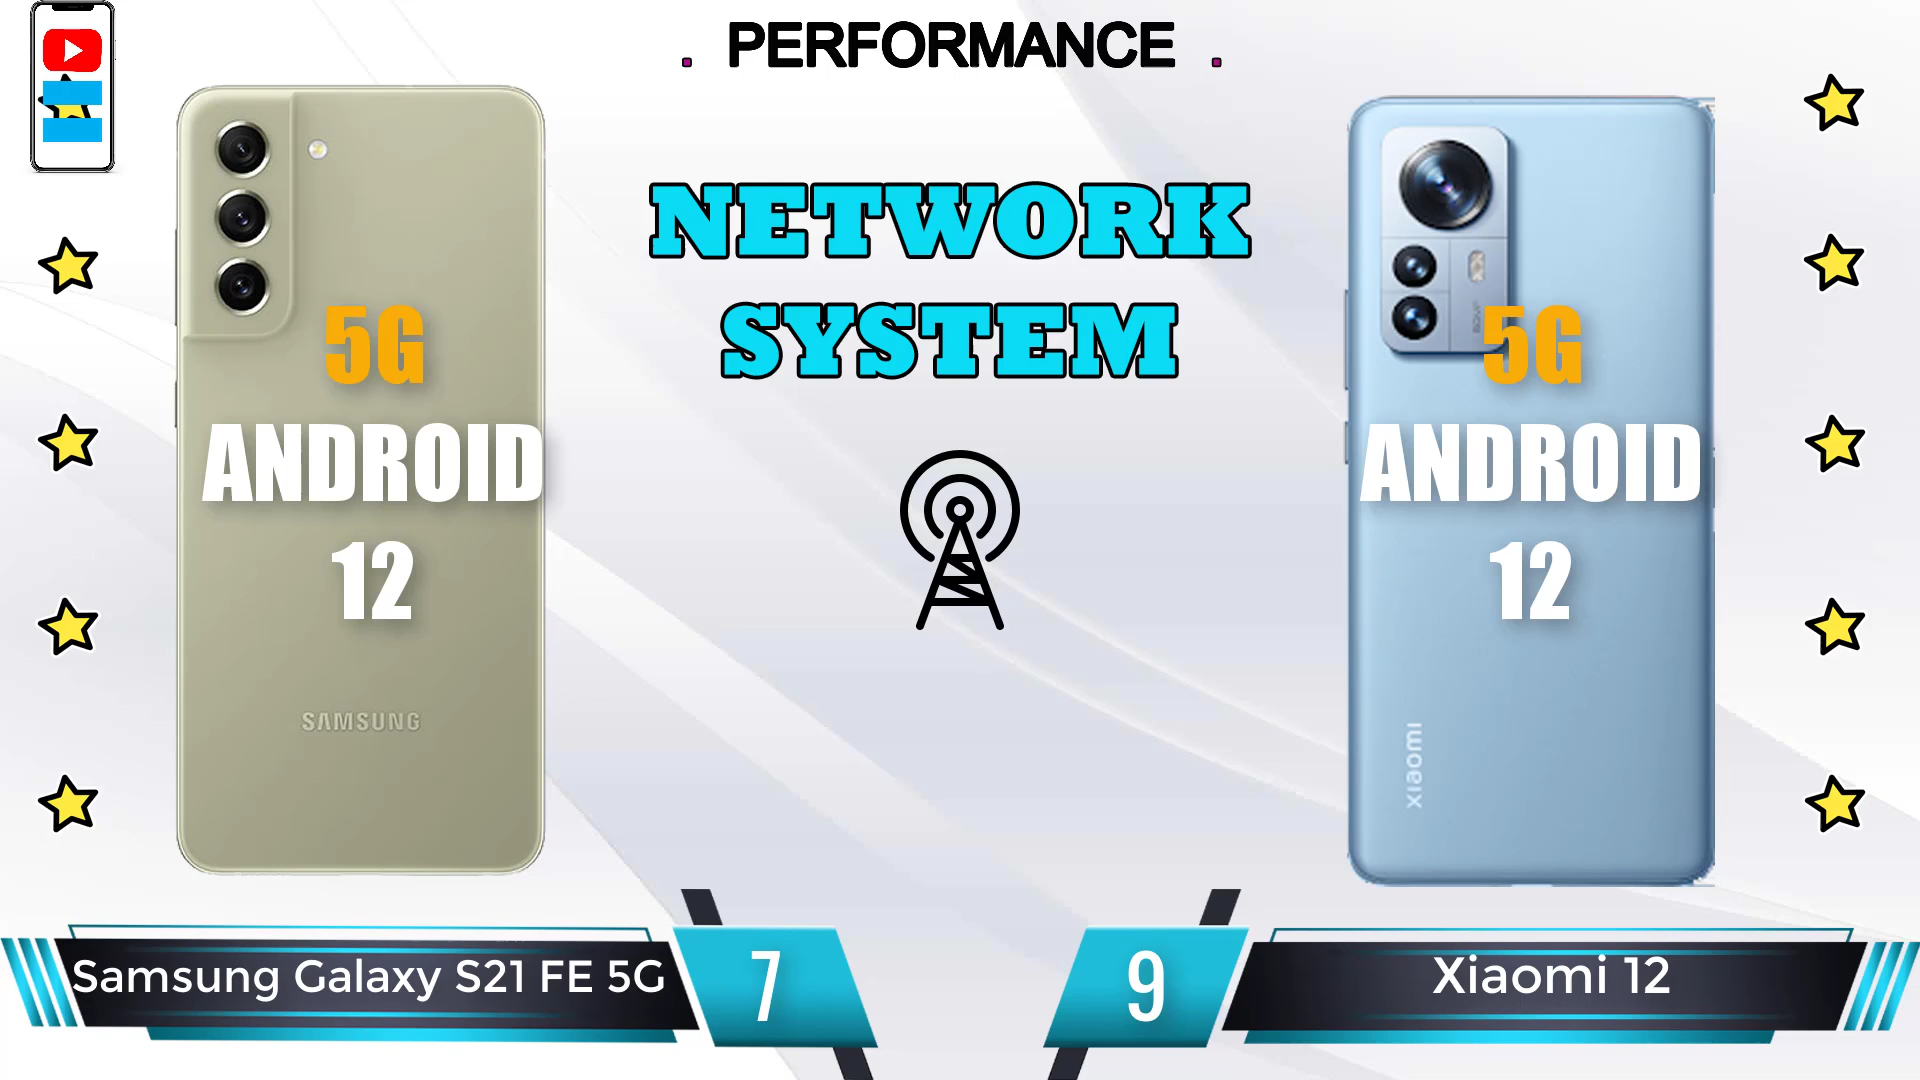 . PERFORMANCE .
NETWORK
SYSTEM
5G
ANDROID
12
SAMSUNG
5G
ANDROID
12
xiaomi
Samsung Galaxy S21 FE 5G
7
9
Xiaomi 12